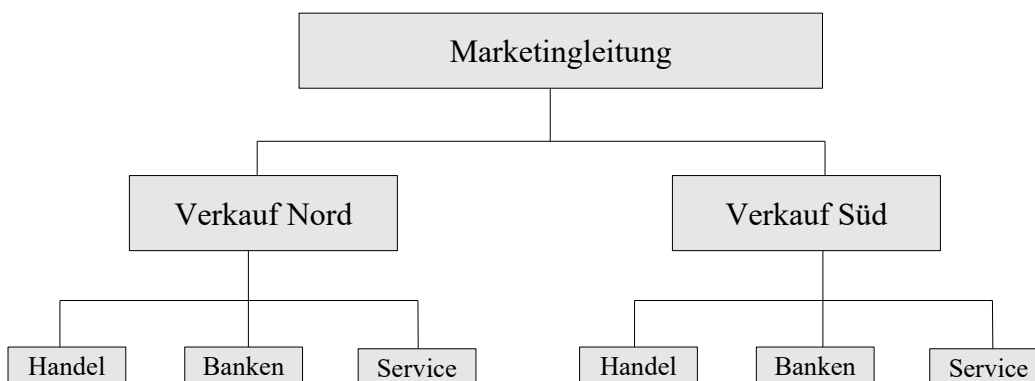 Marketingleitung
Verkauf Nord
Verkauf Süd
Handel
Banken
Service
Handel
Banken
Service